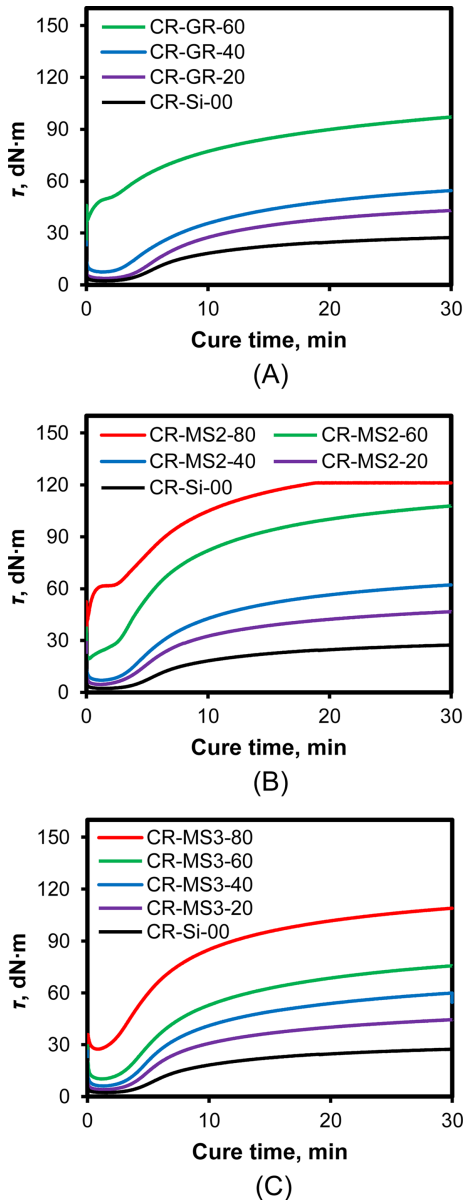 150
120
90
60
30
0
τ, dN·m
CR-GR-60
CR-GR-40
CR-GR-20
CR-Si-00
0 10 20 30
Cure time, min
(A)
150
120
90
60
30
0
τ, dN·m
CR-MS2-80 CR-MS2-60
CR-MS2-40 CR-MS2-20
CR-Si-00
0 10 20 30
Cure time, min
(B)
150
120
90
60
30
0
τ, dN·m
CR-MS3-80
CR-MS3-60
CR-MS3-40
CR-MS3-20
CR-Si-00
0 10 20 30
Cure time, min
(C)